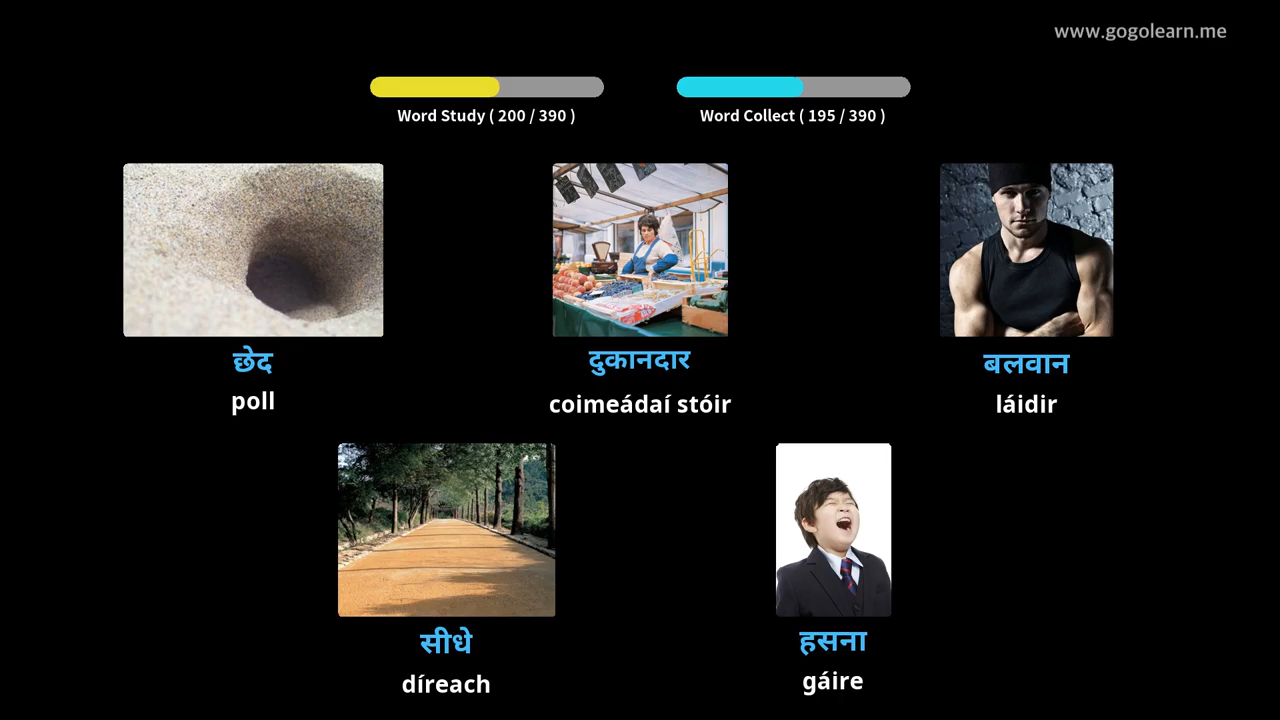 www.gogolearn.me
Word Study ( 200 / 390 )
Word Collect ( 195 / 390 )
छेद
poll
दुकानदार
coimeádaí stóir
बलवान
láidir
सीधे
díreach
हसना
gáire